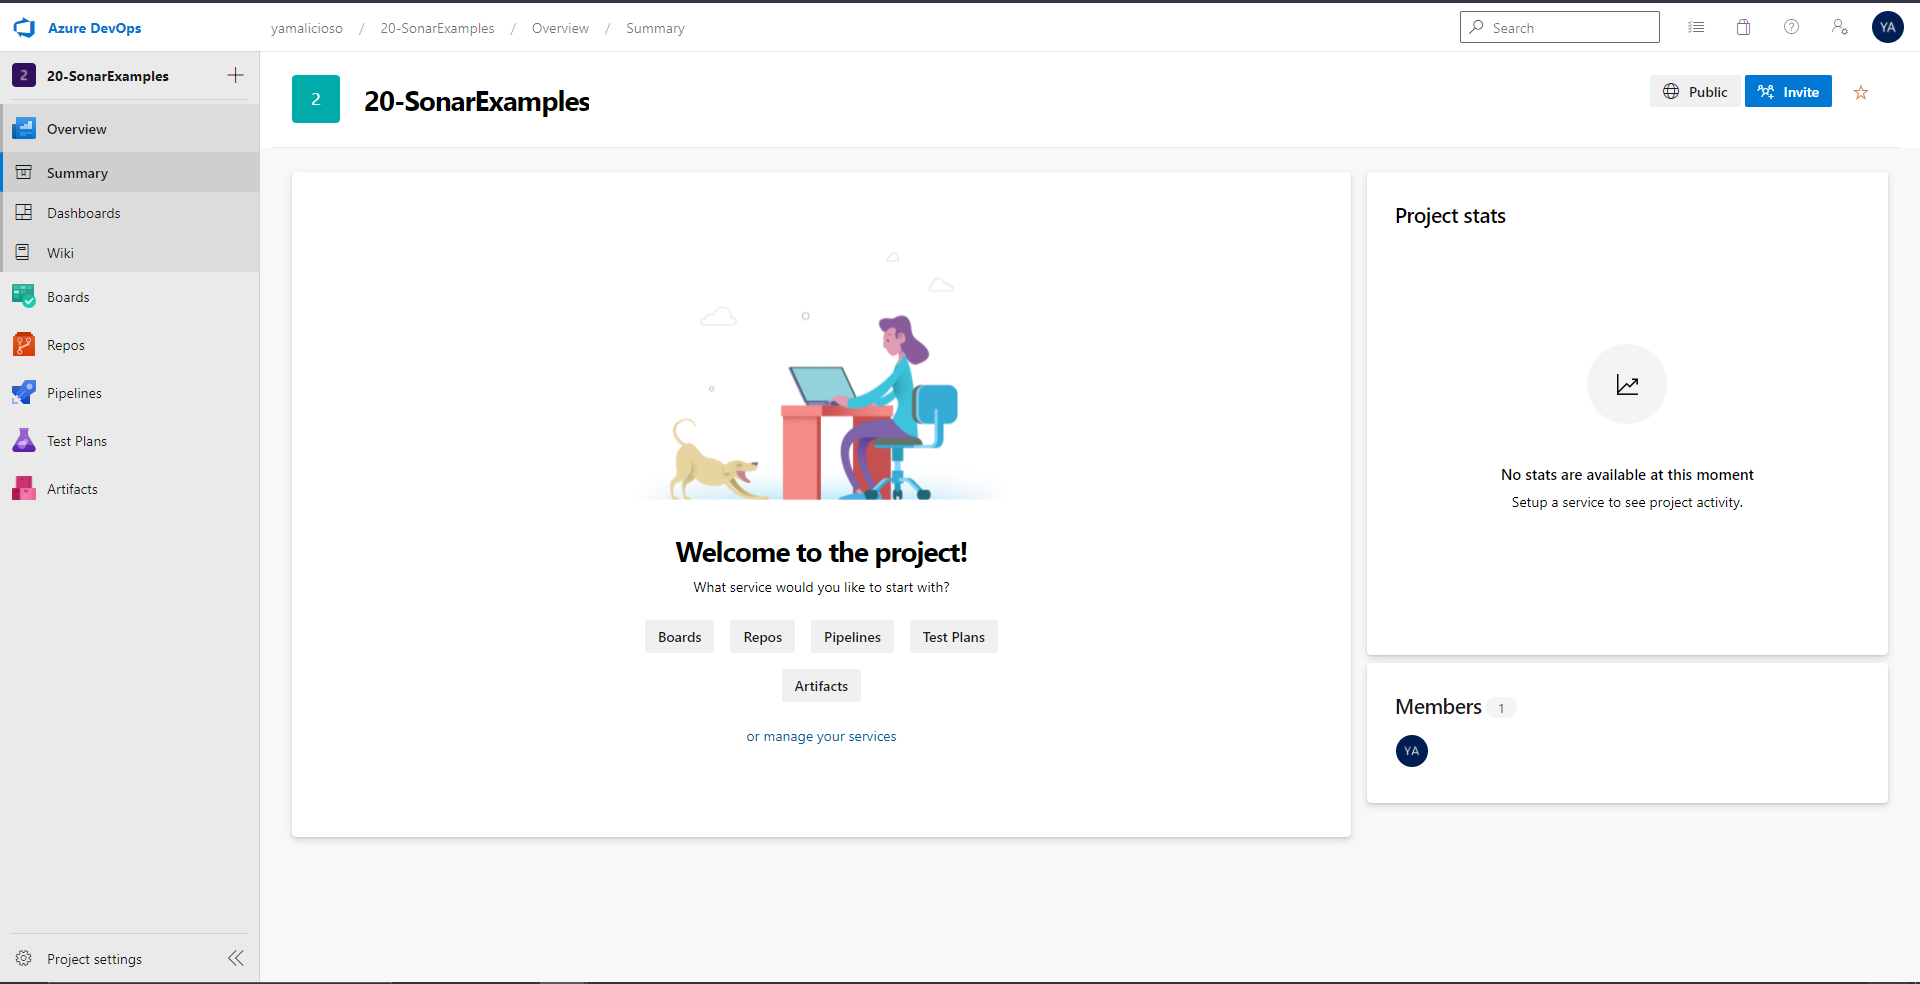 Azure DevOps
yamalicioso / 20-SonarExamples / Overview / Summary
Search
YA
2 20-SonarExamples
Overview
Summary
Dashboards
Wiki
Boards
Repos
Pipelines
Test Plans
Artifacts
Project settings
2 20-SonarExamples
Public
Invite
Welcome to the project!
What service would you like to start with?
Boards Repos Pipelines Test Plans
Artifacts
or manage your services
Project stats
No stats are available at this moment
Setup a service to see project activity.
Members 1
YA